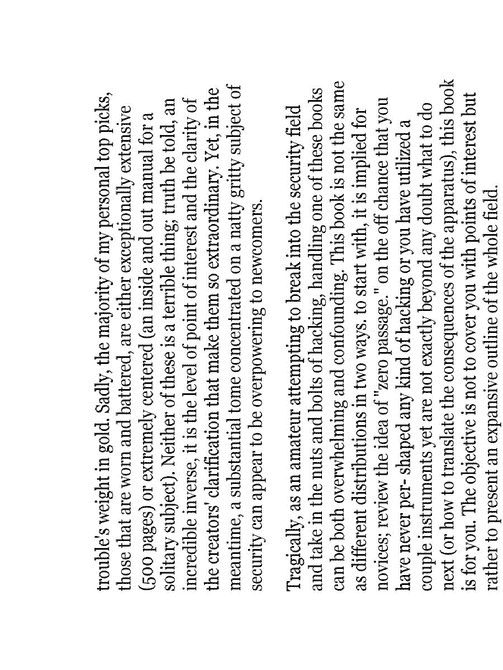 trouble's weight in gold. Sadly, the majority of my personal top picks,
those that are worn and battered, are either exceptionally extensive
(500 pages) or extremely centered (an inside and out manual for a
solitary subject). Neither of these is a terrible thing; truth be told, an
incredible inverse, it is the level of point of interest and the clarity of
the creators' clarification that make them so extraordinary. Yet, in the
meantime, a substantial tome concentrated on a natty gritty subject of
security can appear to be overpowering to newcomers.
Tragically, as an amateur attempting to break into the security field
and take in the nuts and bolts of hacking, handling one of these books
can be both overwhelming and confounding. This book is not the same
as different distributions in two ways. to start with, it is implied for
novices; review the idea of "zero passage." on the off chance that you
have never per- shaped any kind of hacking or you have utilized a
couple instruments yet are not exactly beyond any doubt what to do
next (or how to translate the consequences of the apparatus), this book
is for you. The objective is not to cover you with points of interest but
rather to present an expansive outline of the whole field.